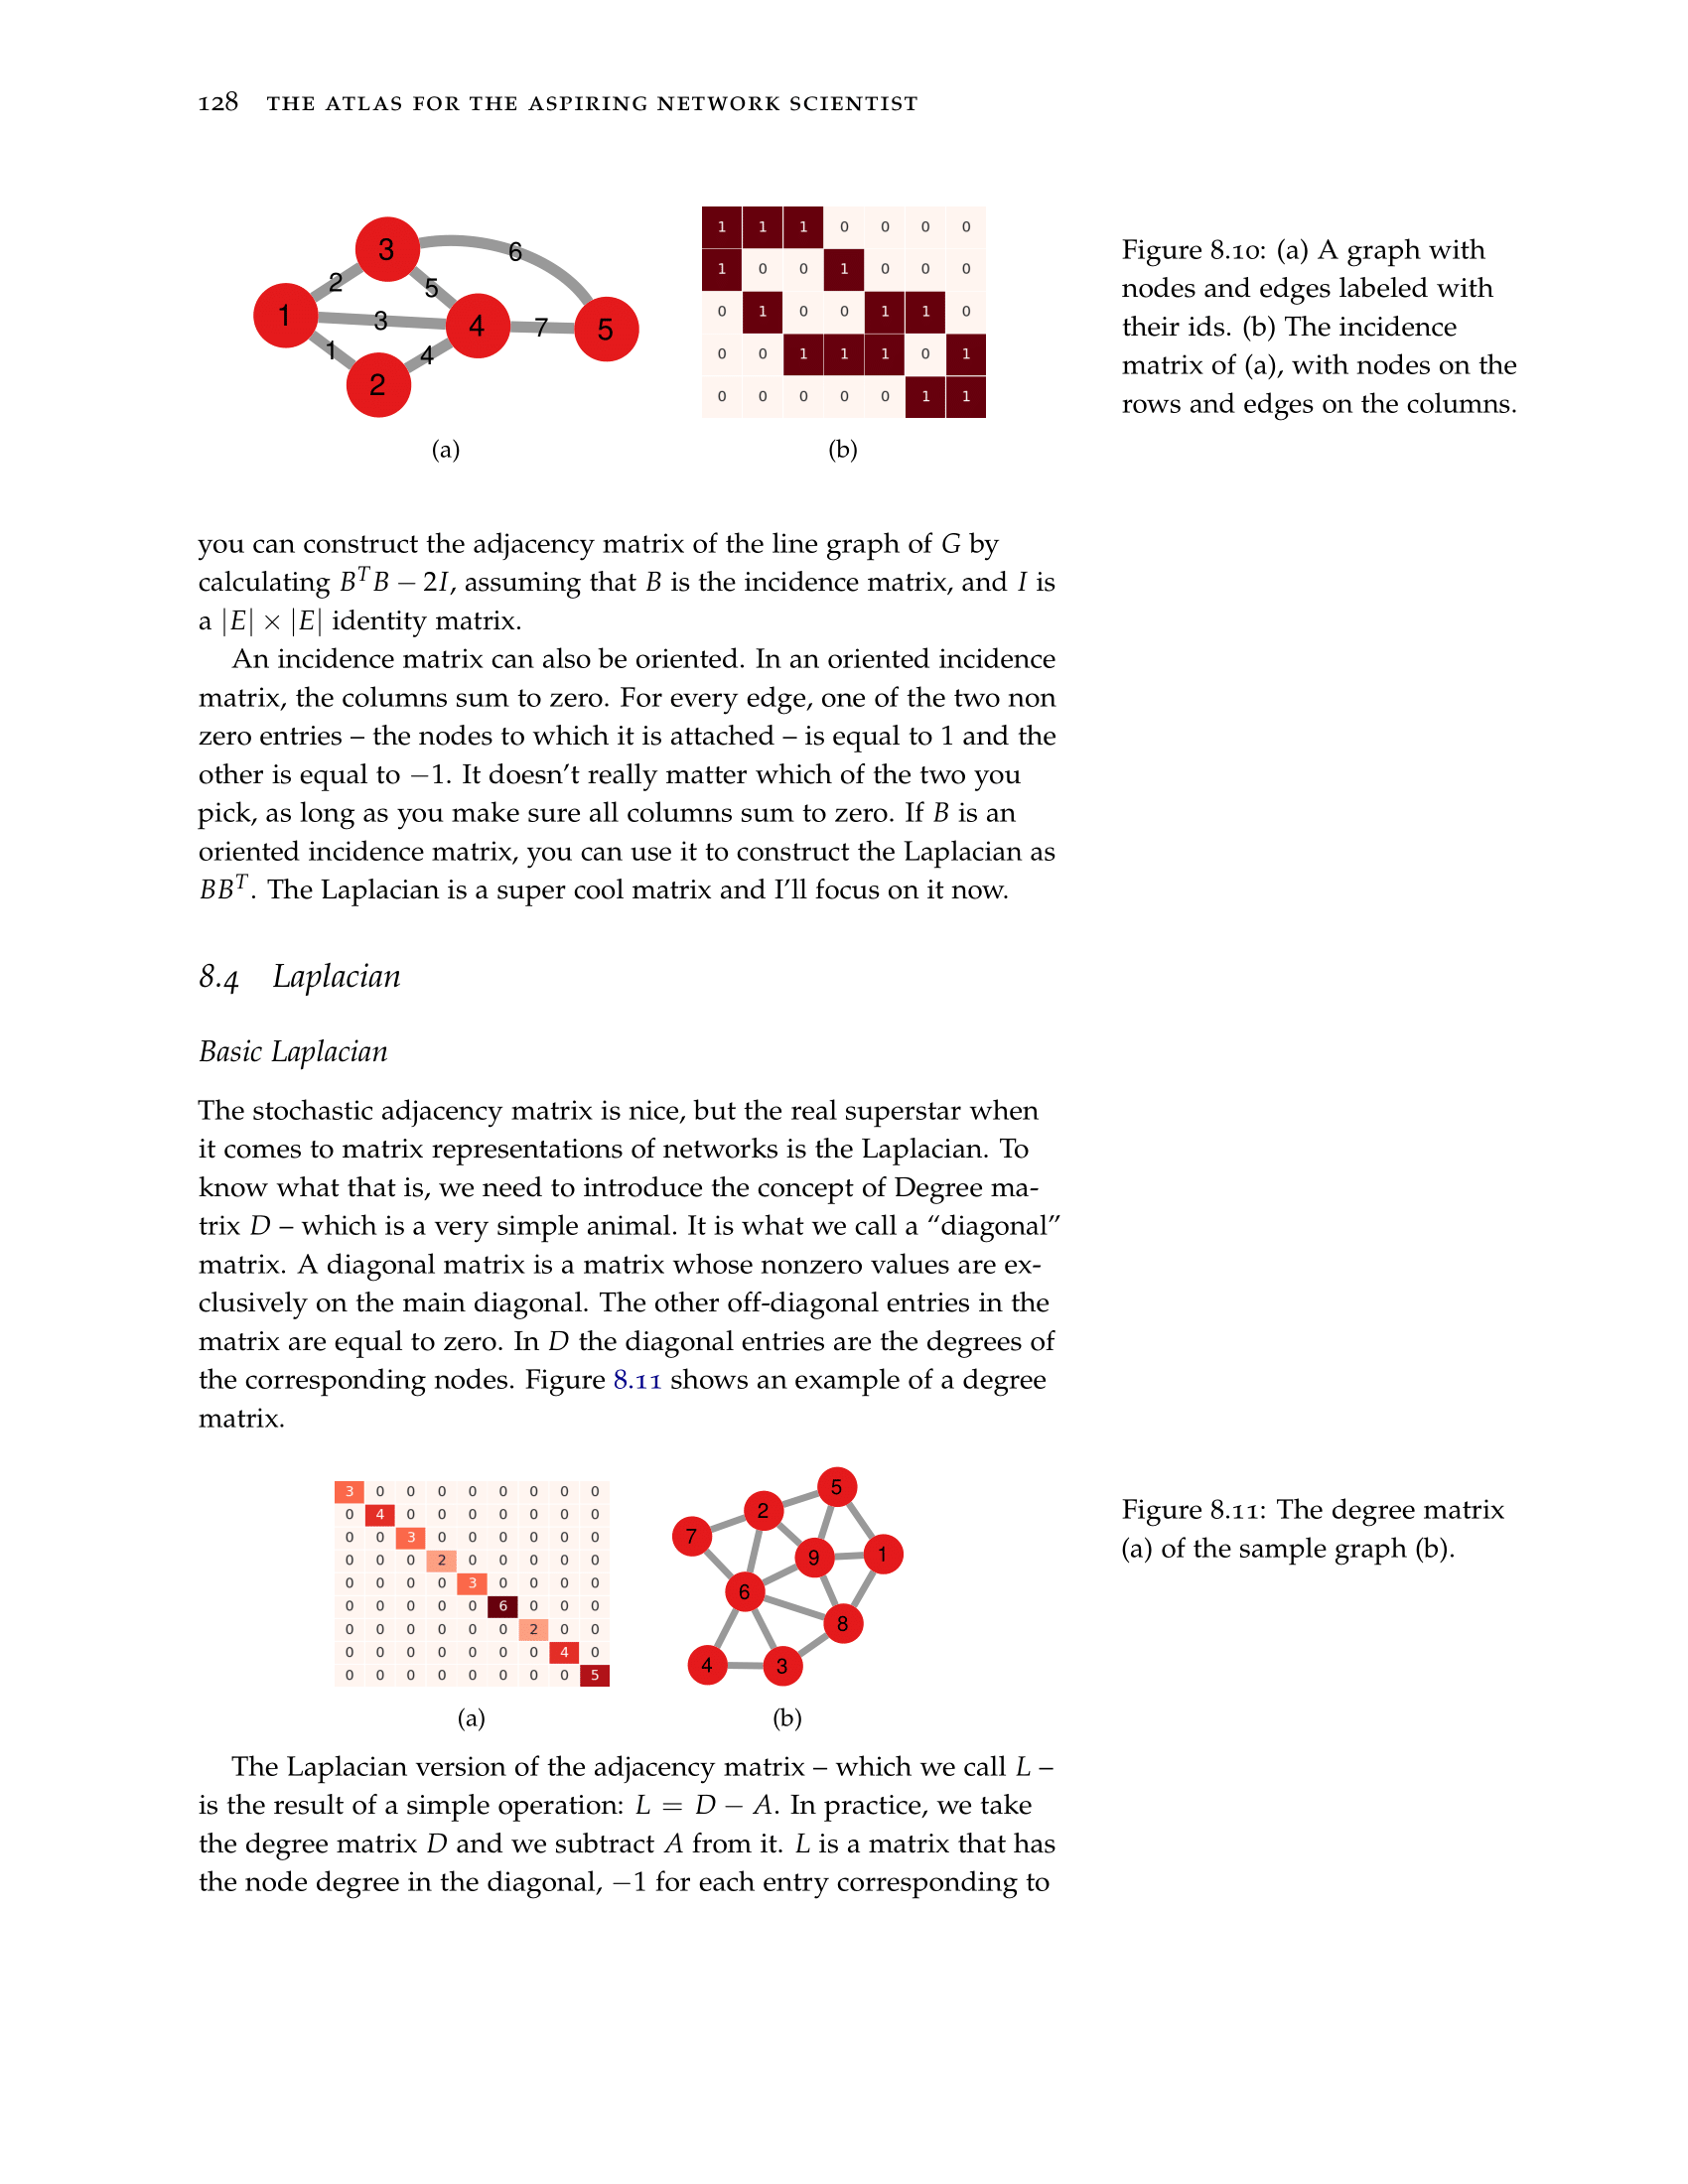 128 THE ATLAS FOR THE ASPIRING NETWORK SCIENTIST
3
6
2
5
1
3
4
7
5
1
4
2
(a)
1 1 1 0 0 0 0
1 0 0 1 0 0 0
0 1 0 0 1 1 0
0 0 1 1 1 0 1
0 0 0 0 0 1 1
(b)
Figure 8.10: (a) A graph with
nodes and edges labeled with
their ids. (b) The incidence
matrix of (a), with nodes on the
rows and edges on the columns.
you can construct the adjacency matrix of the line graph of G by
calculating BᵀB − 2I, assuming that B is the incidence matrix, and I is
a |E| × |E| identity matrix.
An incidence matrix can also be oriented. In an oriented incidence
matrix, the columns sum to zero. For every edge, one of the two non
zero entries – the nodes to which it is attached – is equal to 1 and the
other is equal to −1. It doesn’t really matter which of the two you
pick, as long as you make sure all columns sum to zero. If B is an
oriented incidence matrix, you can use it to construct the Laplacian as
BBᵀ. The Laplacian is a super cool matrix and I’ll focus on it now.
8.4 Laplacian
Basic Laplacian
The stochastic adjacency matrix is nice, but the real superstar when
it comes to matrix representations of networks is the Laplacian. To
know what that is, we need to introduce the concept of Degree ma-
trix D – which is a very simple animal. It is what we call a “diagonal”
matrix. A diagonal matrix is a matrix whose nonzero values are ex-
clusively on the main diagonal. The other off-diagonal entries in the
matrix are equal to zero. In D the diagonal entries are the degrees of
the corresponding nodes. Figure 8.11 shows an example of a degree
matrix.
3 0 0 0 0 0 0 0 0
0 4 0 0 0 0 0 0 0
0 0 3 0 0 0 0 0 0
0 0 0 2 0 0 0 0 0
0 0 0 0 3 0 0 0 0
0 0 0 0 0 6 0 0 0
0 0 0 0 0 0 2 0 0
0 0 0 0 0 0 0 4 0
0 0 0 0 0 0 0 0 5
(a)
5
2
7
9
1
6
8
4
3
(b)
Figure 8.11: The degree matrix
(a) of the sample graph (b).
The Laplacian version of the adjacency matrix – which we call L –
is the result of a simple operation: L = D − A. In practice, we take
the degree matrix D and we subtract A from it. L is a matrix that has
the node degree in the diagonal, −1 for each entry corresponding to